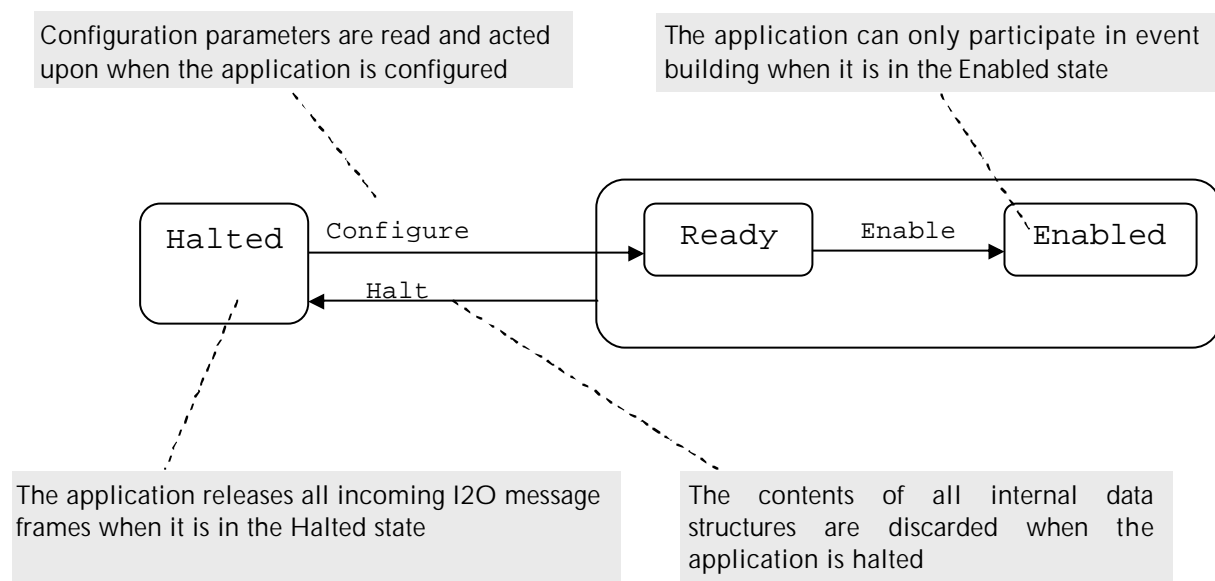 Configuration parameters are read and acted
upon when the application is configured
The application can only participate in event
building when it is in the Enabled state
Halted
Configure
Ready
Enable
Enabled
Halt
The application releases all incoming I2O message
frames when it is in the Halted state
The contents of all internal data
structures are discarded when the
application is halted